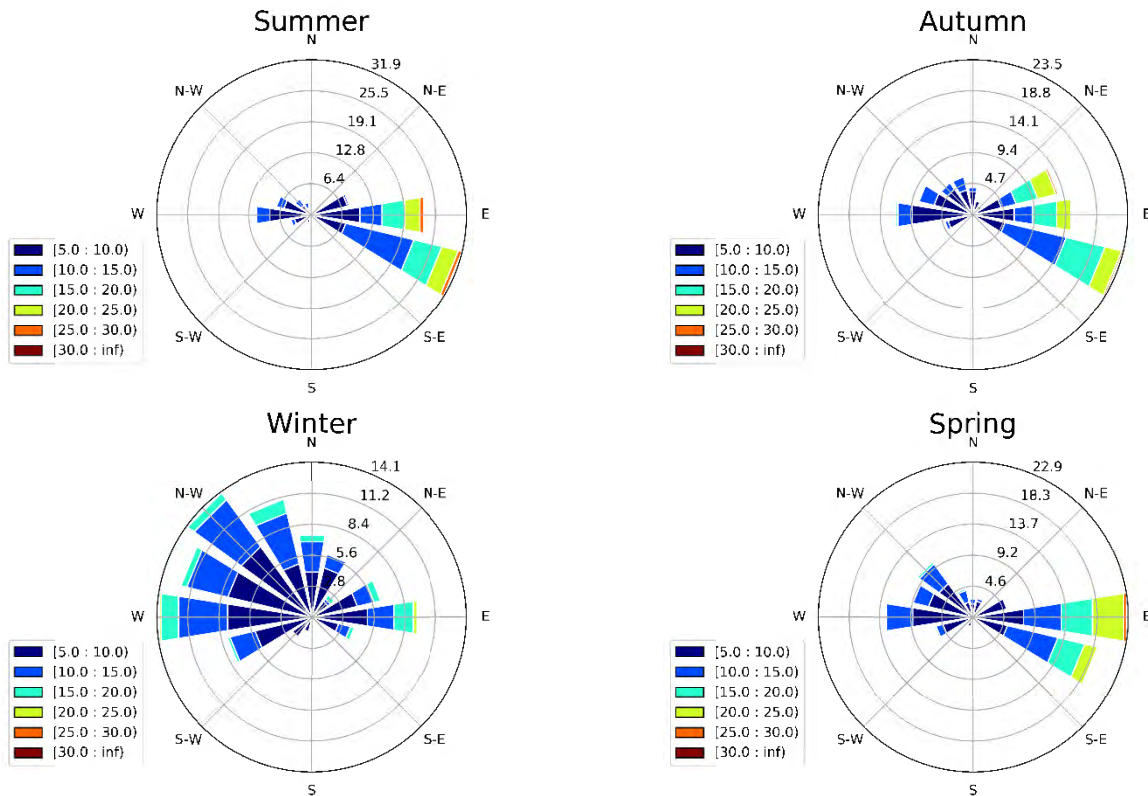 Summer
N
31.9
25.5
19.1
12.8
6.4
N-W
N-E
W
E
S-W
S-E
S
[5.0 : 10.0)
[10.0 : 15.0)
[15.0 : 20.0)
[20.0 : 25.0)
[25.0 : 30.0)
[30.0 : inf)
Autumn
N
23.5
18.8
14.1
9.4
4.7
N-W
N-E
W
E
S-W
S-E
S
[5.0 : 10.0)
[10.0 : 15.0)
[15.0 : 20.0)
[20.0 : 25.0)
[25.0 : 30.0)
[30.0 : inf)
Winter
N
14.1
11.2
8.4
5.6
.8
N-W
N-E
W
E
S-W
S-E
S
[5.0 : 10.0)
[10.0 : 15.0)
[15.0 : 20.0)
[20.0 : 25.0)
[25.0 : 30.0)
[30.0 : inf)
Spring
N
22.9
18.3
13.7
9.2
4.6
N-W
N-E
W
E
S-W
S-E
S
[5.0 : 10.0)
[10.0 : 15.0)
[15.0 : 20.0)
[20.0 : 25.0)
[25.0 : 30.0)
[30.0 : inf)